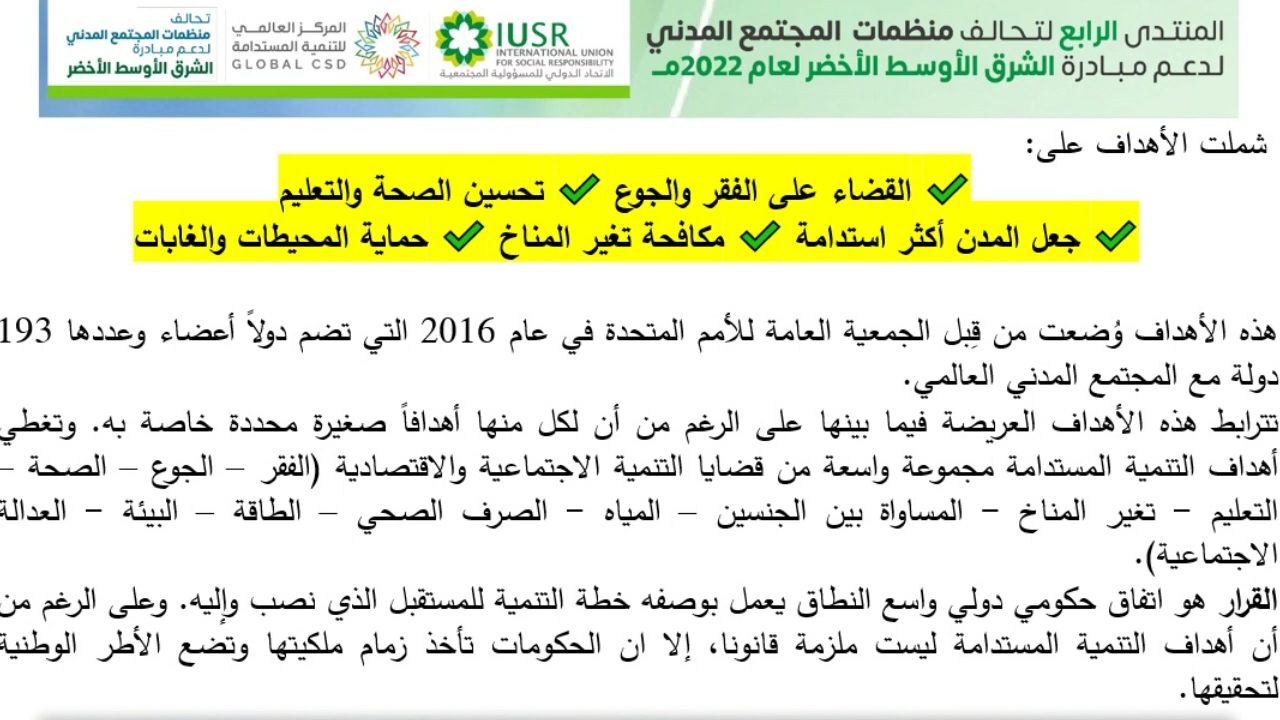 المنتدى الرابع لتحالف منظمات المجتمع المدني
لدعم مبادرة الشرق الأوسط الأخضر لعام 2022مـ
IUSR
INTERNATIONAL UNION
FOR SOCIAL RESPONSIBILITY
الاتحاد الدولي للمسؤولية المجتمعية
المركز العالمي
للتنمية المستدامة
GLOBAL CSD
تحالف
منظمات المجتمع المدني
لدعم مبادرة
الشرق الأوسط الأخضر
شملت الأهداف على:
✔ القضاء على الفقر والجوع ✔ تحسين الصحة والتعليم
✔ جعل المدن أكثر استدامة ✔ مكافحة تغير المناخ ✔ حماية المحيطات والغابات
هذه الأهداف وُضعت من قِبل الجمعية العامة للأمم المتحدة في عام 2016 التي تضم دولاً أعضاء وعددها 193
دولة مع المجتمع المدني العالمي.
تترابط هذه الأهداف العريضة فيما بينها على الرغم من أن لكل منها أهدافاً صغيرة محددة خاصة به. وتغطي
أهداف التنمية المستدامة مجموعة واسعة من قضايا التنمية الاجتماعية والاقتصادية (الفقر – الجوع – الصحة –
التعليم – تغير المناخ – المساواة بين الجنسين – المياه – الصرف الصحي – الطاقة – البيئة – العدالة
الاجتماعية).
القرار هو اتفاق حكومي دولي واسع النطاق يعمل بوصفه خطة التنمية للمستقبل الذي نصب وإليه. وعلى الرغم من
أن أهداف التنمية المستدامة ليست ملزمة قانونا، إلا ان الحكومات تأخذ زمام ملكيتها وتضع الأطر الوطنية
لتحقيقها.